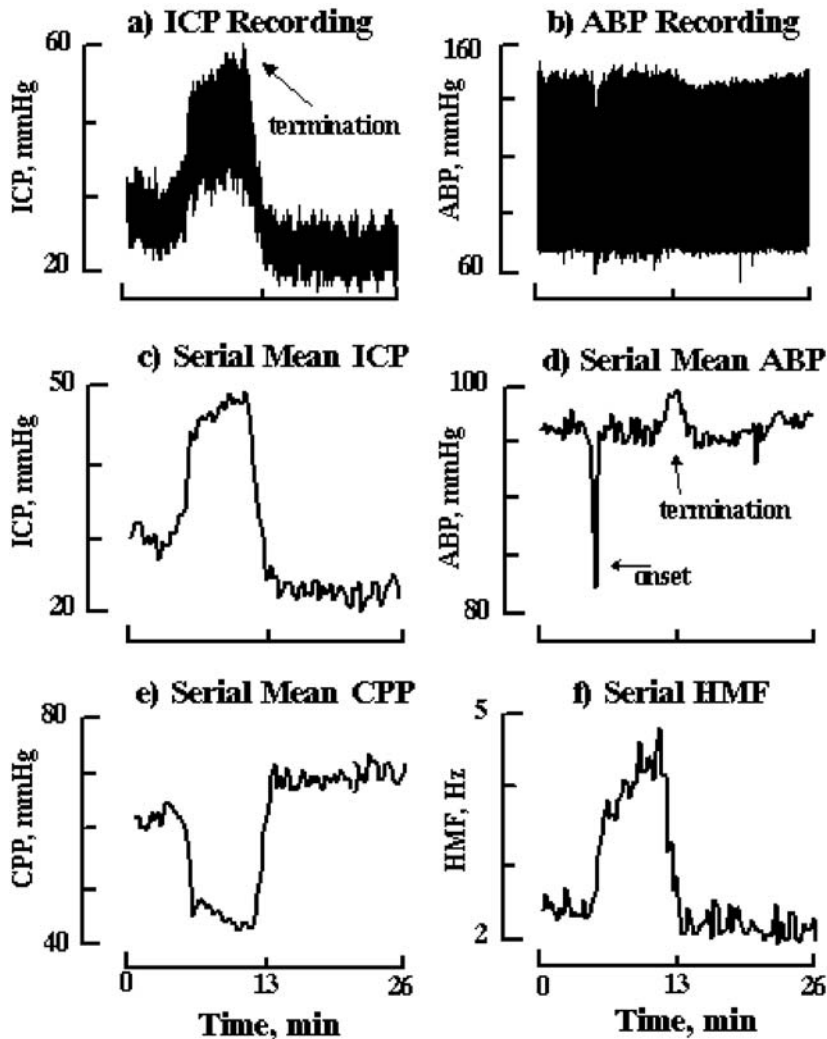 a) ICP Recording
60
ICP, mmHg
termination
20
b) ABP Recording
160
ABP, mmHg
60
c) Serial Mean ICP
50
ICP, mmHg
20
d) Serial Mean ABP
100
ABP, mmHg
termination
onset
80
e) Serial Mean CPP
80
CPP, mmHg
40
0 13 26
Time, min
f) Serial HMF
5
HMF, Hz
2
0 13 26
Time, min